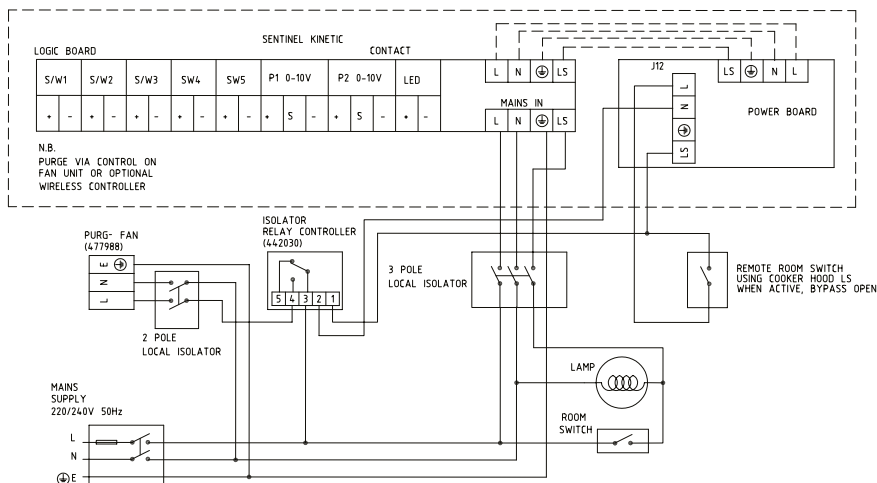 SENTINEL KINETIC
LOGIC BOARD
CONTACT
S/W1 S/W2 S/W3 SW4 SW5 P1 0-10V P2 0-10V LED
+ - + - + - + - + - + S - + S - + -
L N LS
MAINS IN
L N LS
J12
LS N L
L
N
LS
POWER BOARD
N.B.
PURGE VIA CONTROL ON
FAN UNIT OR OPTIONAL
WIRELESS CONTROLLER
PURG- FAN
(477988)
E
N
L
2 POLE
LOCAL ISOLATOR
ISOLATOR
RELAY CONTROLLER
(442030)
5 4 3 2 1
3 POLE
LOCAL ISOLATOR
REMOTE ROOM SWITCH
USING COOKER HOOD LS
WHEN ACTIVE, BYPASS OPEN
LAMP
ROOM
SWITCH
MAINS
SUPPLY
220/240V 50Hz
L
N
E